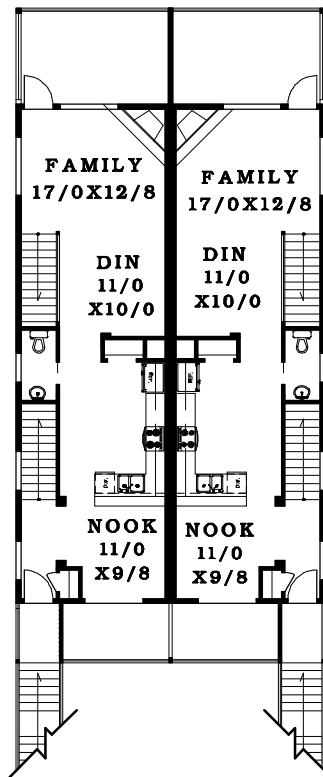 FAMILY
17/0X12/8
FAMILY
17/0X12/8
DIN
11/0
X10/0
DIN
11/0
X10/0
REF.
D.W.
D.W.
NOOK
11/0
X9/8
NOOK
11/0
X9/8